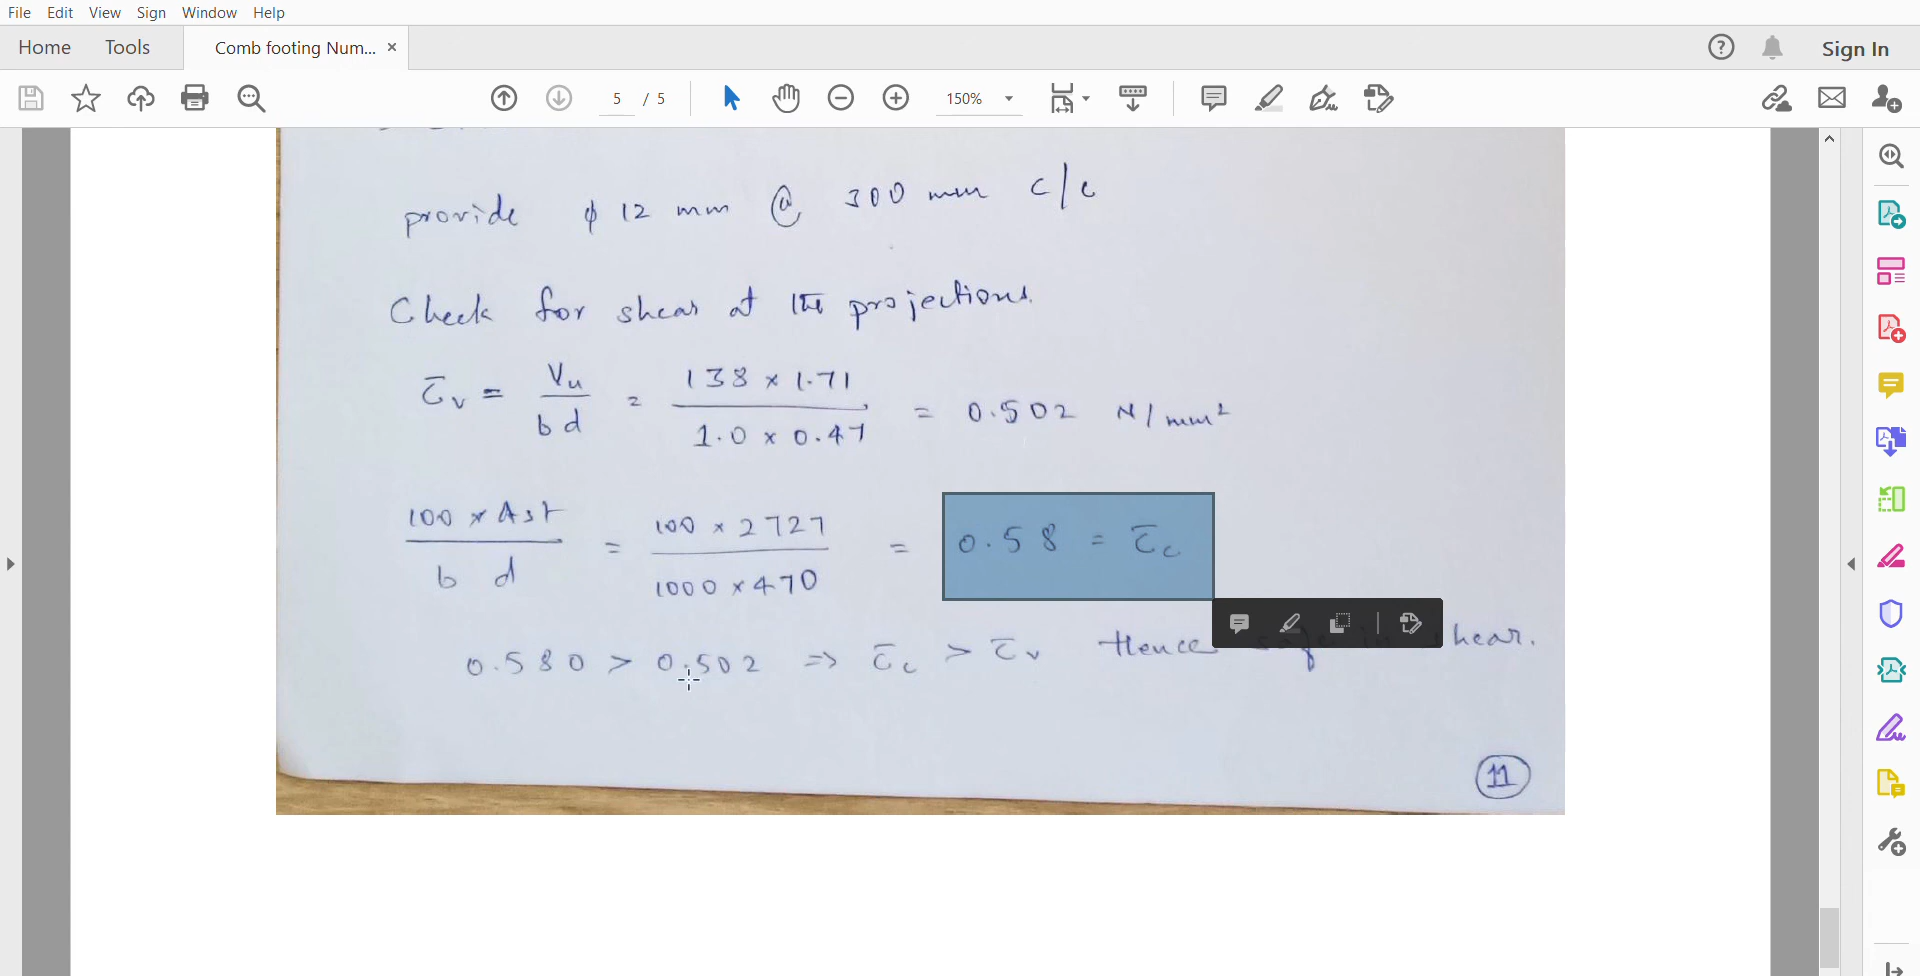 File Edit View Sign Window Help
Home Tools Comb footing Num... × ? Sign In
5 / 5 150%
provide ϕ 12 mm @ 300 mm c/c
Check for shear at the projections.
τv = Vu / bd = 138 × 1.71 / 1.0 × 0.47 = 0.502 N/mm²
100 × Ast / b d = 100 × 2727 / 1000 × 470 = 0.58 = τc
0.580 > 0.502 ⇒ τc > τv Hence safe in shear.
11